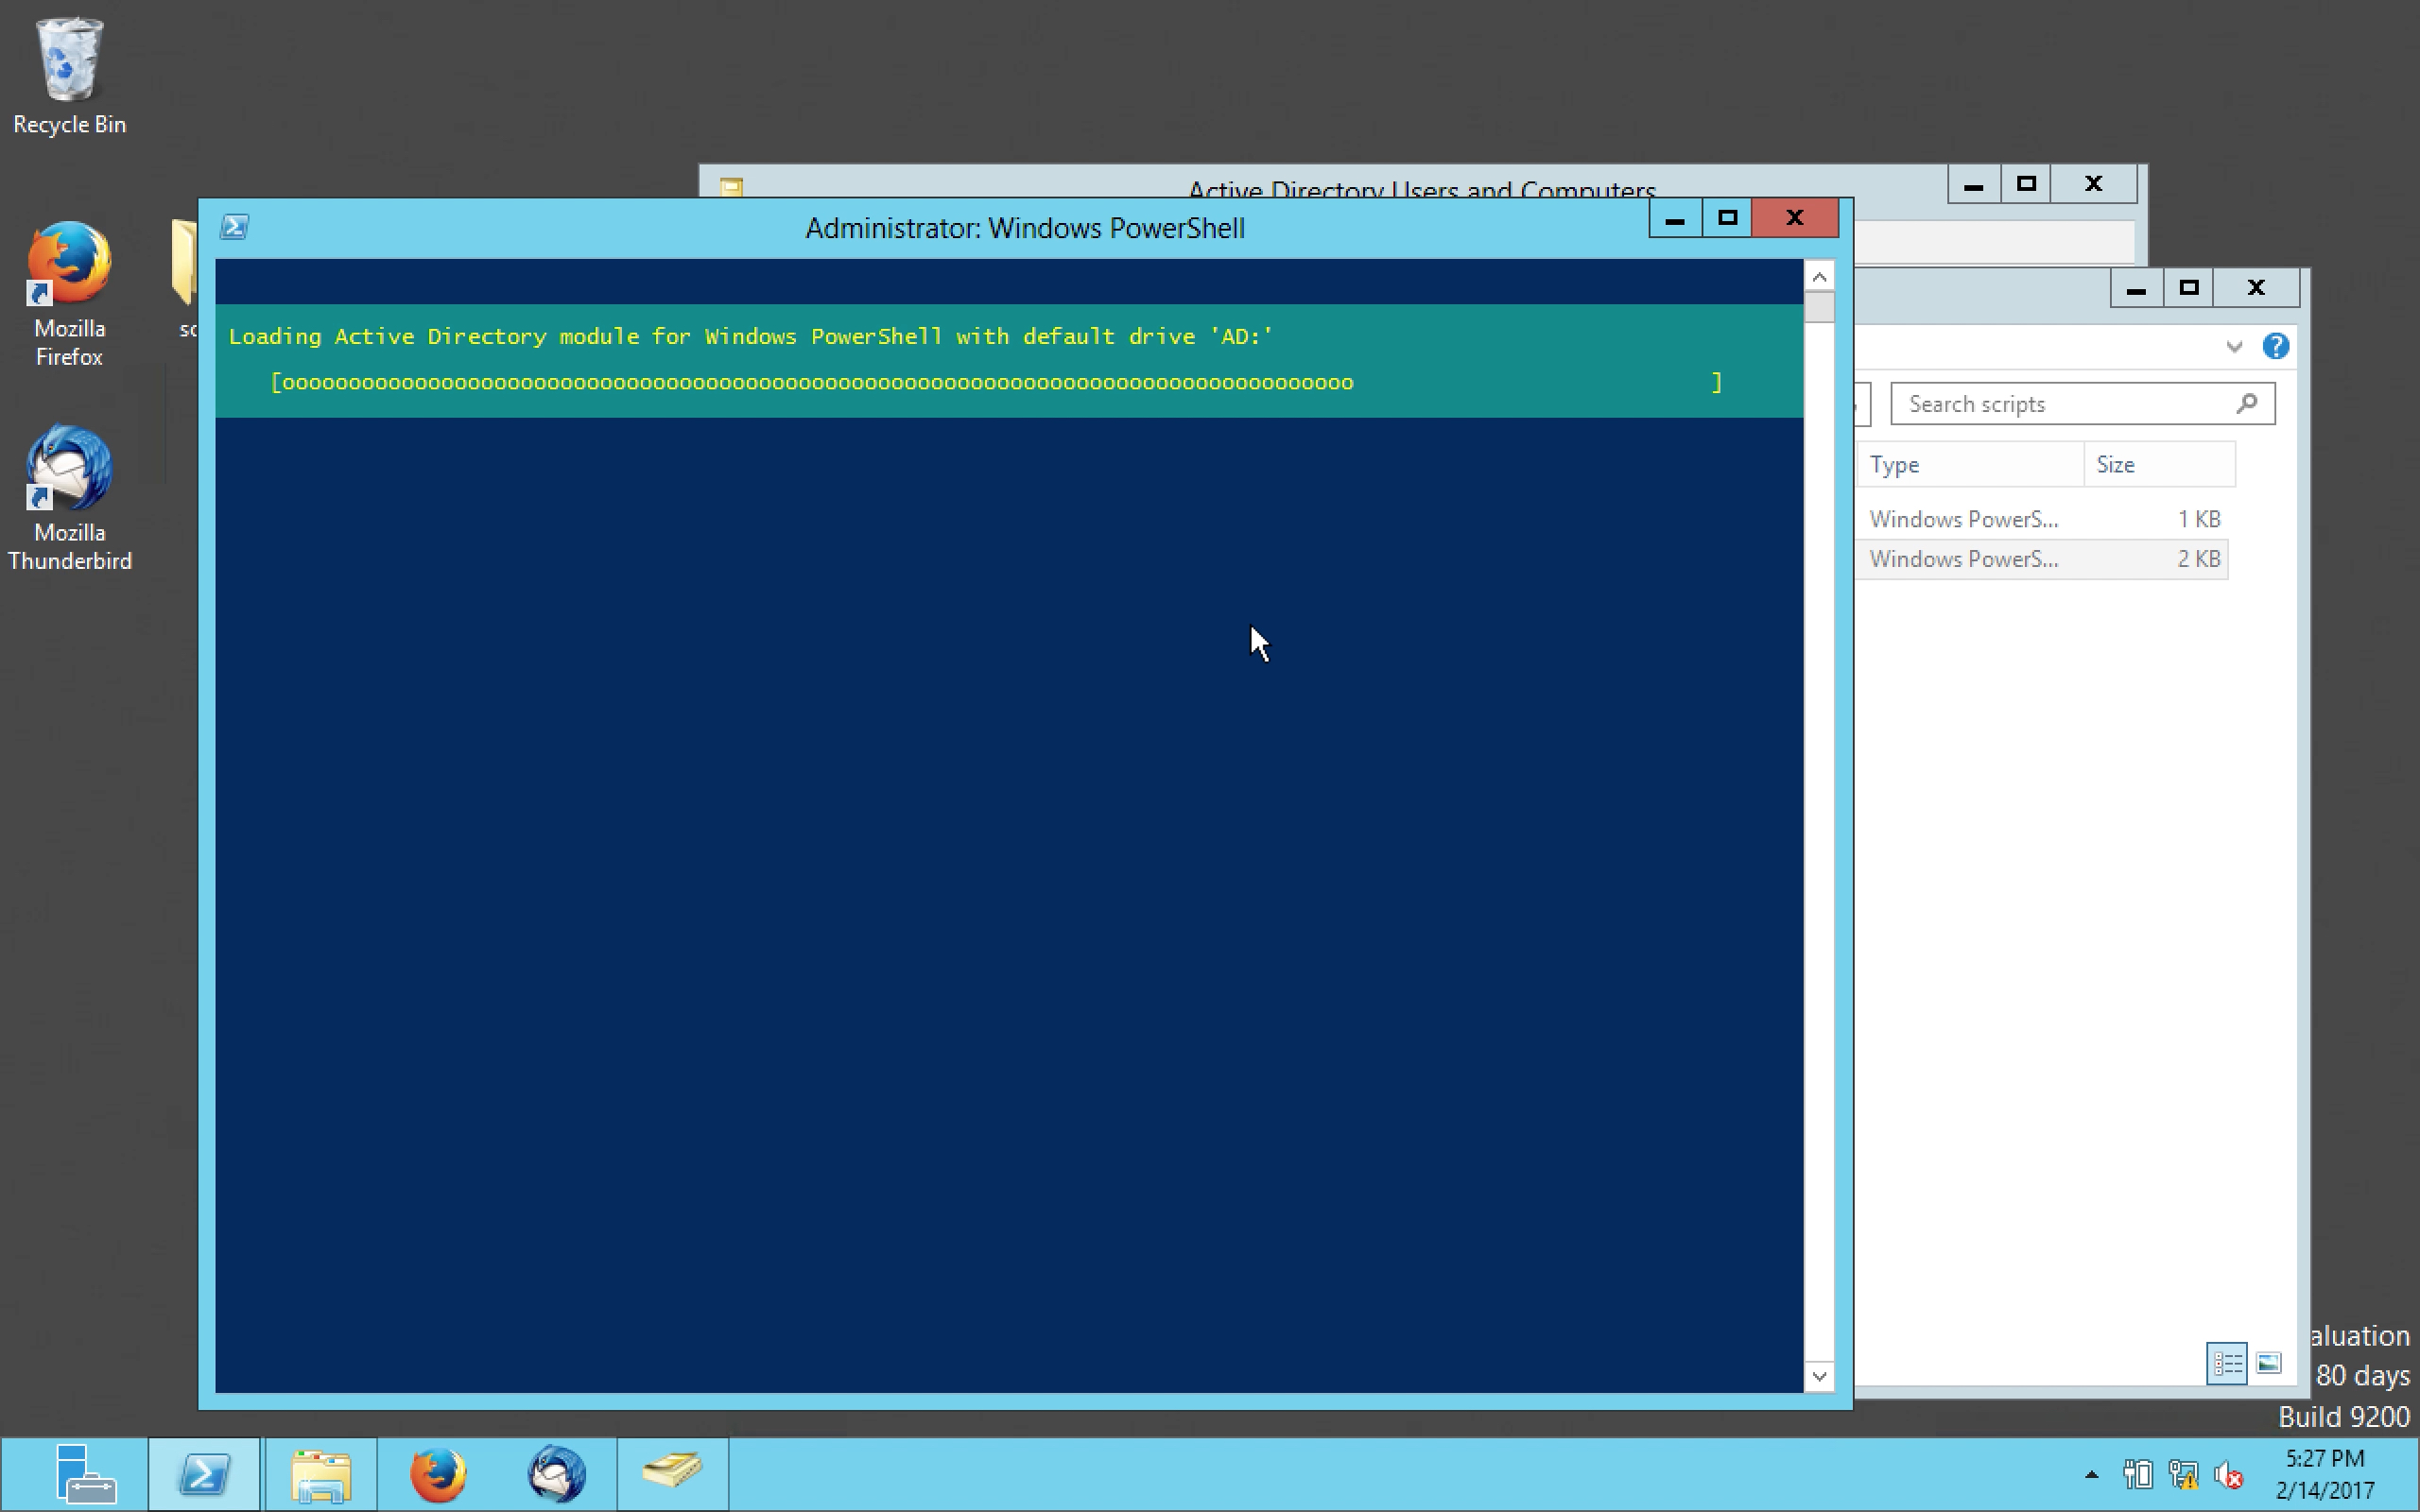 Recycle Bin
Mozilla
Firefox
Mozilla
Thunderbird
Active Directory Users and Computers
Administrator: Windows PowerShell
Loading Active Directory module for Windows PowerShell with default drive 'AD:'
[ooooooooooooooooooooooooooooooooooooooooooooooooooooooooooooooooooooooooooooooooo ]
Search scripts
Type Size
Windows PowerS... 1 KB
Windows PowerS... 2 KB
aluation
80 days
Build 9200
5:27 PM
2/14/2017